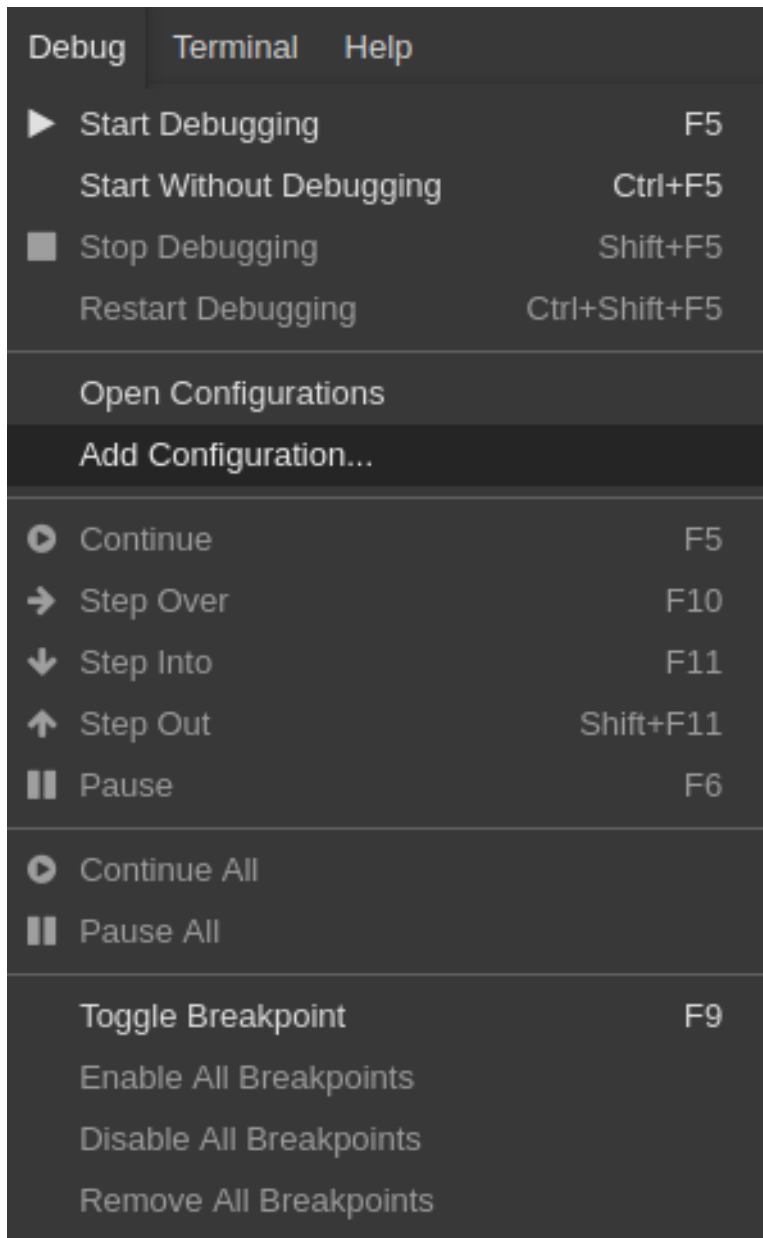 Debug Terminal Help
Start Debugging F5
Start Without Debugging Ctrl+F5
Stop Debugging Shift+F5
Restart Debugging Ctrl+Shift+F5
Open Configurations
Add Configuration...
Continue F5
Step Over F10
Step Into F11
Step Out Shift+F11
Pause F6
Continue All
Pause All
Toggle Breakpoint F9
Enable All Breakpoints
Disable All Breakpoints
Remove All Breakpoints